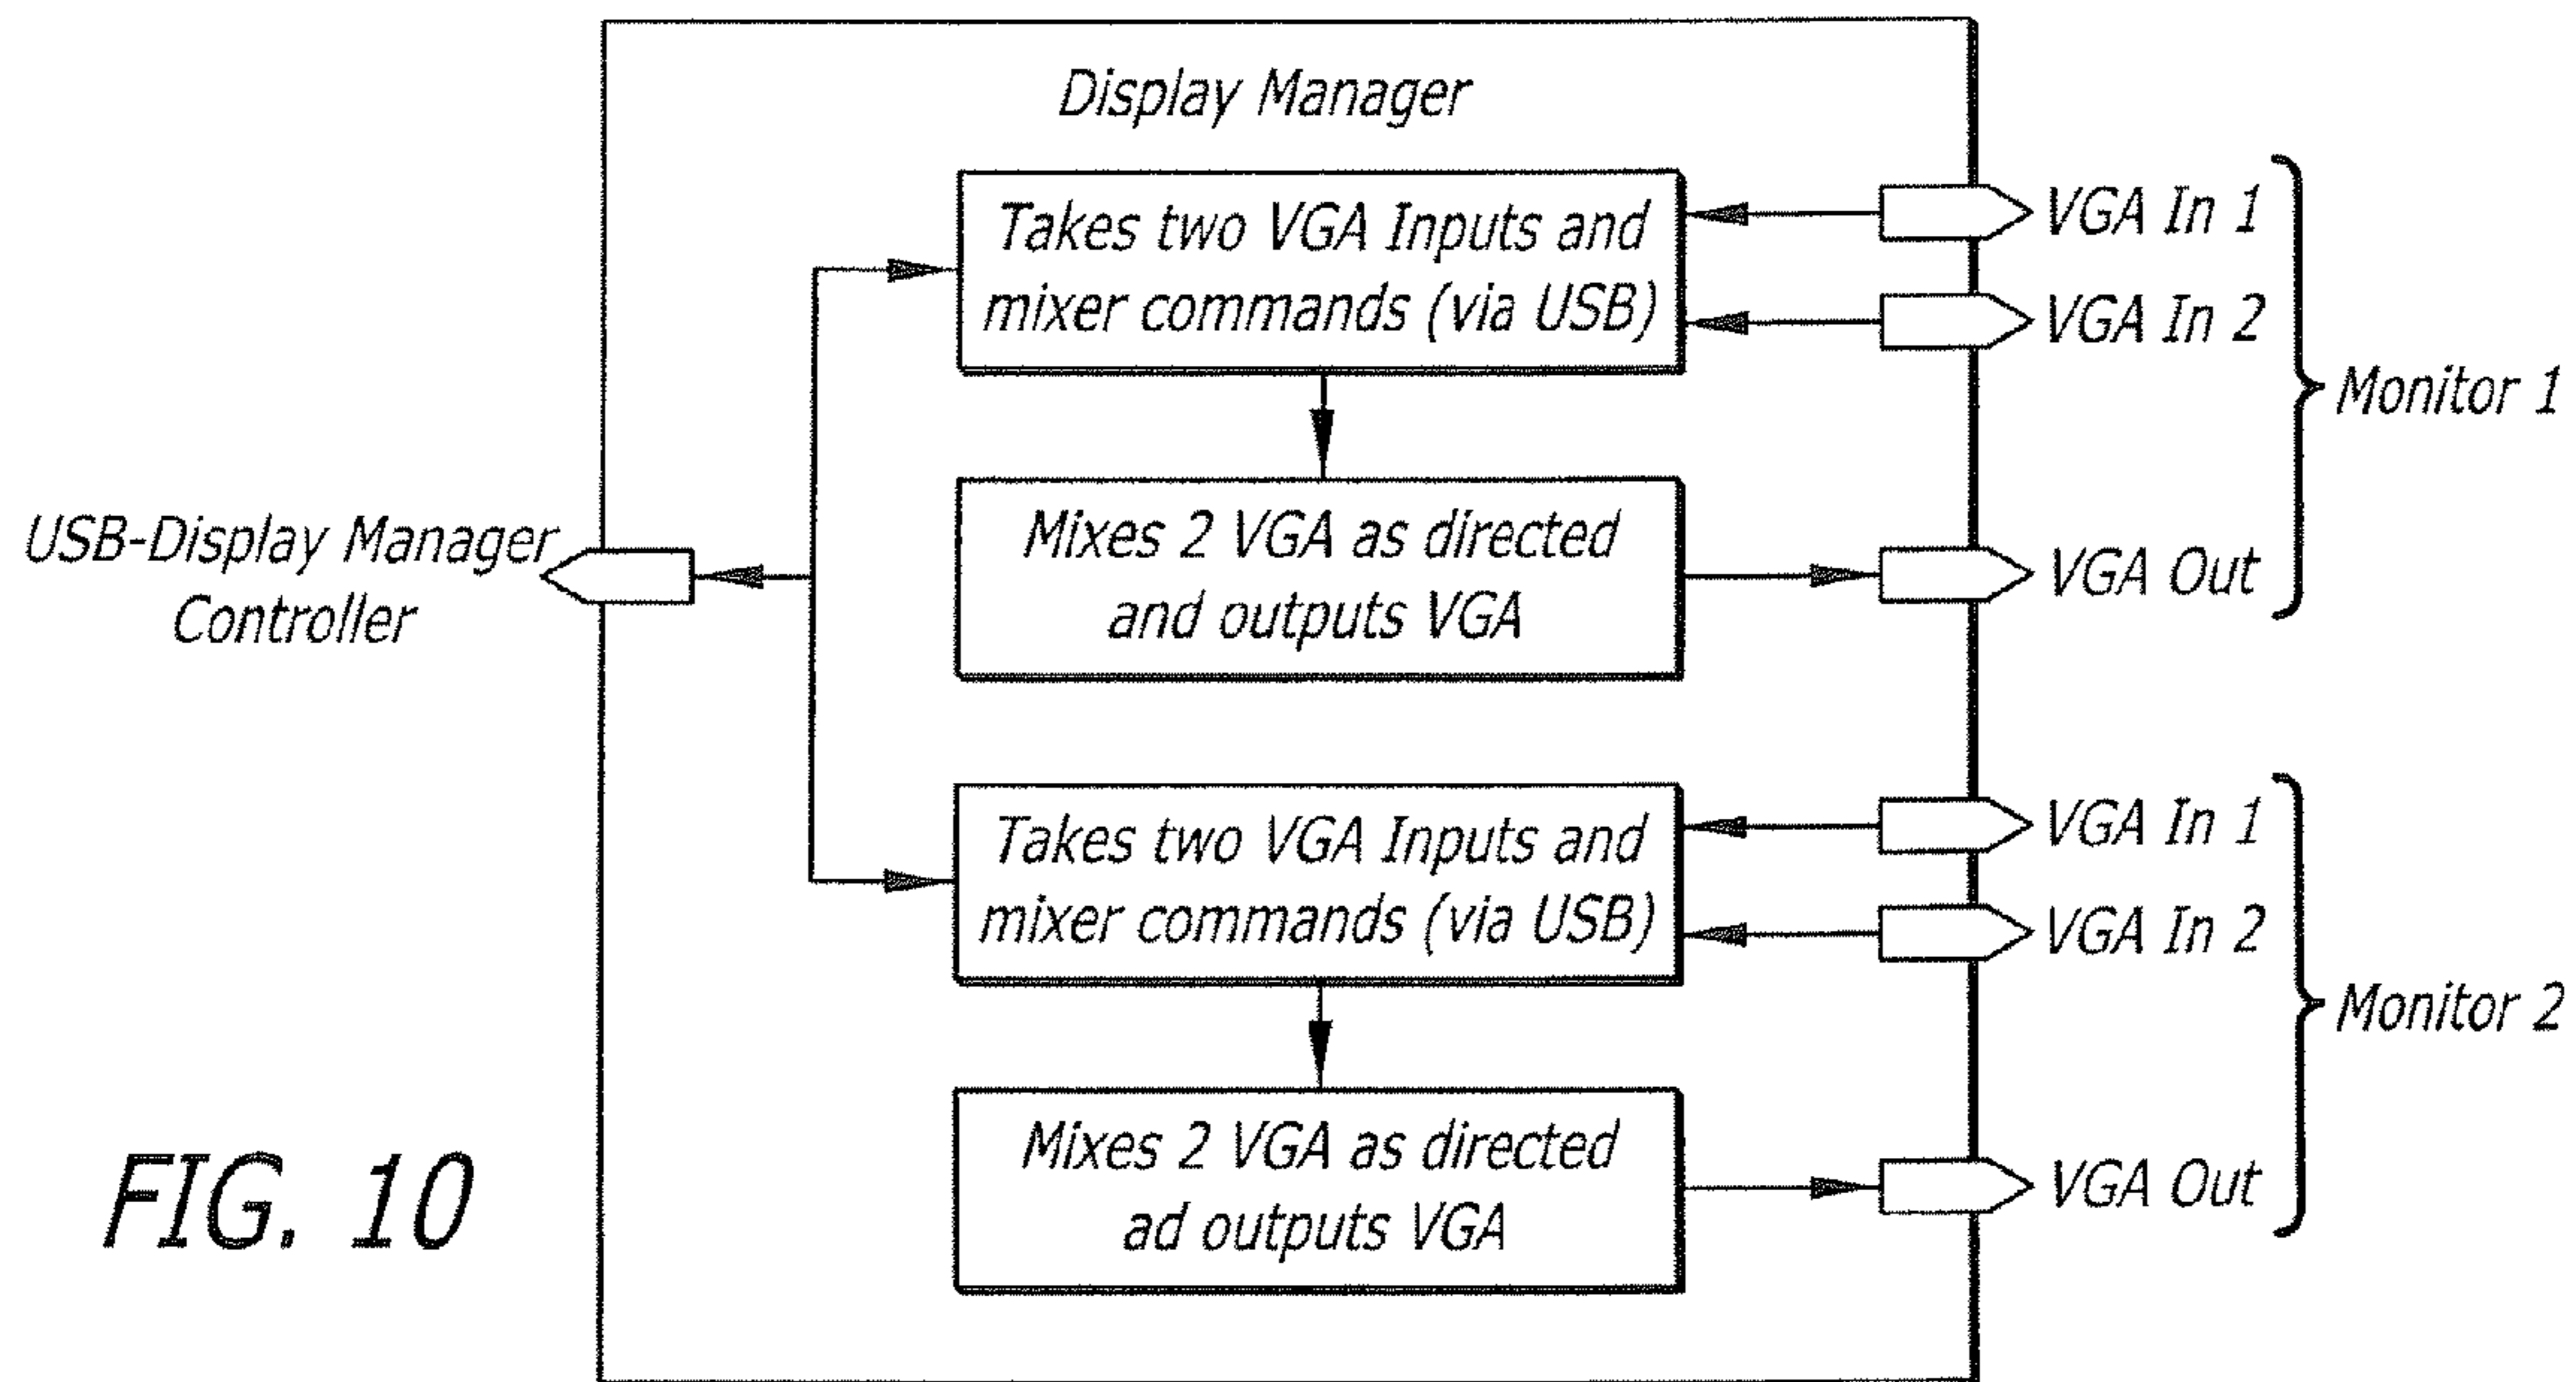 Display Manager
Takes two VGA Inputs and
mixer commands (via USB)
VGA In 1
VGA In 2
Monitor 1
Mixes 2 VGA as directed
and outputs VGA
VGA Out
USB-Display Manager
Controller
Takes two VGA Inputs and
mixer commands (via USB)
VGA In 1
VGA In 2
Monitor 2
Mixes 2 VGA as directed
ad outputs VGA
VGA Out
FIG. 10